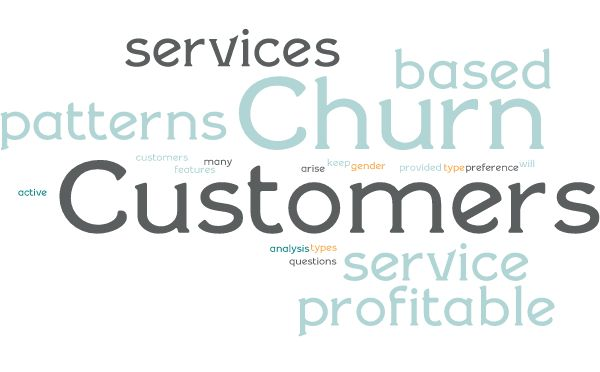 services
based
patterns Churn
customers many
features arise keep gender provided type preference will
active Customers
analysis types
questions service
profitable